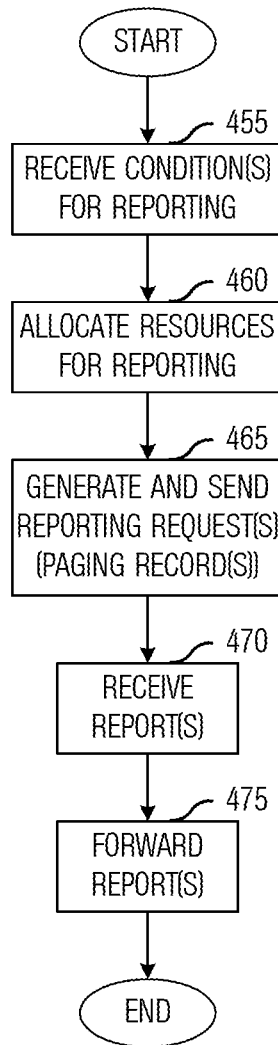 START
455
RECEIVE CONDITION(S)
FOR REPORTING
460
ALLOCATE RESOURCES
FOR REPORTING
465
GENERATE AND SEND
REPORTING REQUEST(S)
(PAGING RECORD(S))
470
RECEIVE
REPORT(S)
475
FORWARD
REPORT(S)
END